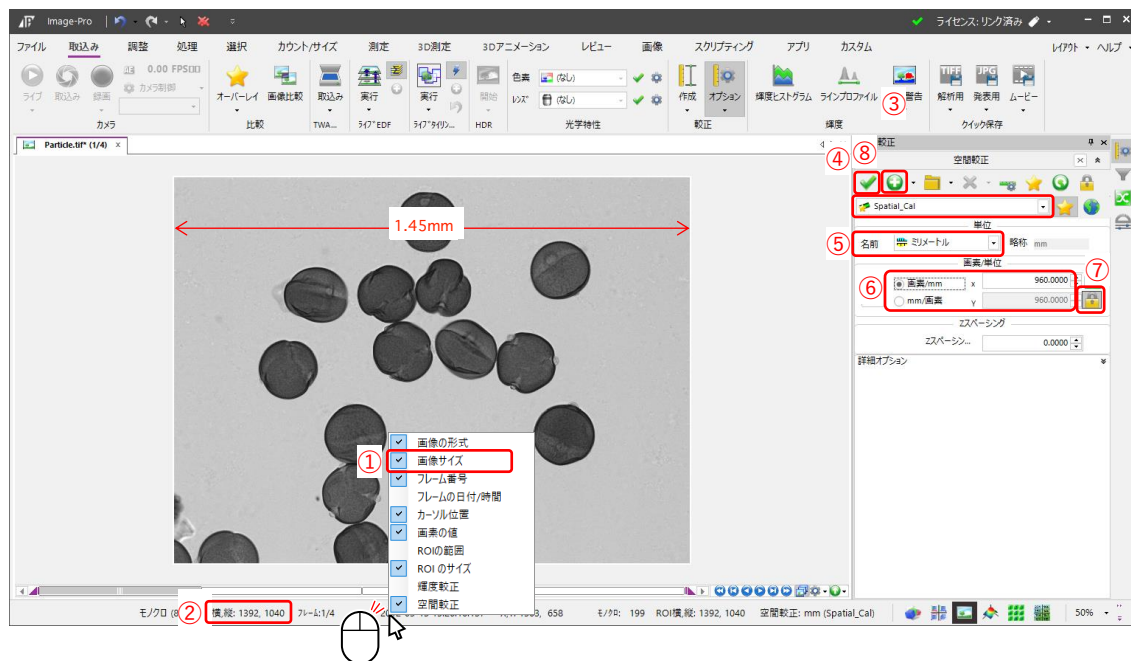 Image-Pro
ライセンス: リンク済み
ファイル 取込み 調整 処理 選択 カウント/サイズ 測定 3D測定 3Dアニメーション レビュー 画像 スクリプティング アプリ カスタム レイアウト ヘルプ
0.00 FPS
カメラ制御
ライブ 取込み 録画
オーバーレイ 画像比較 取込み 実行 実行 開始
色素 (なし)
レンズ* (なし)
作成 オプション 輝度ヒストグラム ラインプロファイル ③ 警告 解析用 発表用 ムービー
カメラ 比較 TWA... ライブ EDF HDR 光学特性 較正 輝度 クイック保存
Particle.tif* (1/4) x
較正
④ ⑧
空間較正
Spatial_Cal
単位
⑤ 名前 ミリメートル 略称 mm
画素/単位
⑥ 画素/mm x 960.0000 ⑦
mm/画素 y 960.0000
Zスペーシング
Zスペーシン... 0.0000
詳細オプション
1.45mm
画像の形式
① 画像サイズ
フレーム番号
フレームの日付/時間
カーソル位置
画素の値
ROIの範囲
ROI のサイズ
輝度較正
空間較正
モノクロ (8 ② 横,縦: 1392, 1040 フレーム:1/4 658 モノクロ: 199 ROI横,縦: 1392, 1040 空間較正: mm (Spatial_Cal) 50%